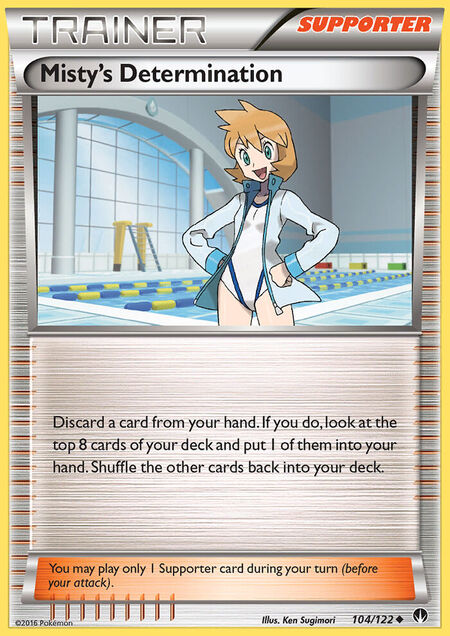 TRAINER SUPPORTER
Misty's Determination
Discard a card from your hand. If you do, look at the
top 8 cards of your deck and put 1 of them into your
hand. Shuffle the other cards back into your deck.
You may play only 1 Supporter card during your turn (before
your attack).
©2016 Pokémon Illus. Ken Sugimori 104/122 ◆